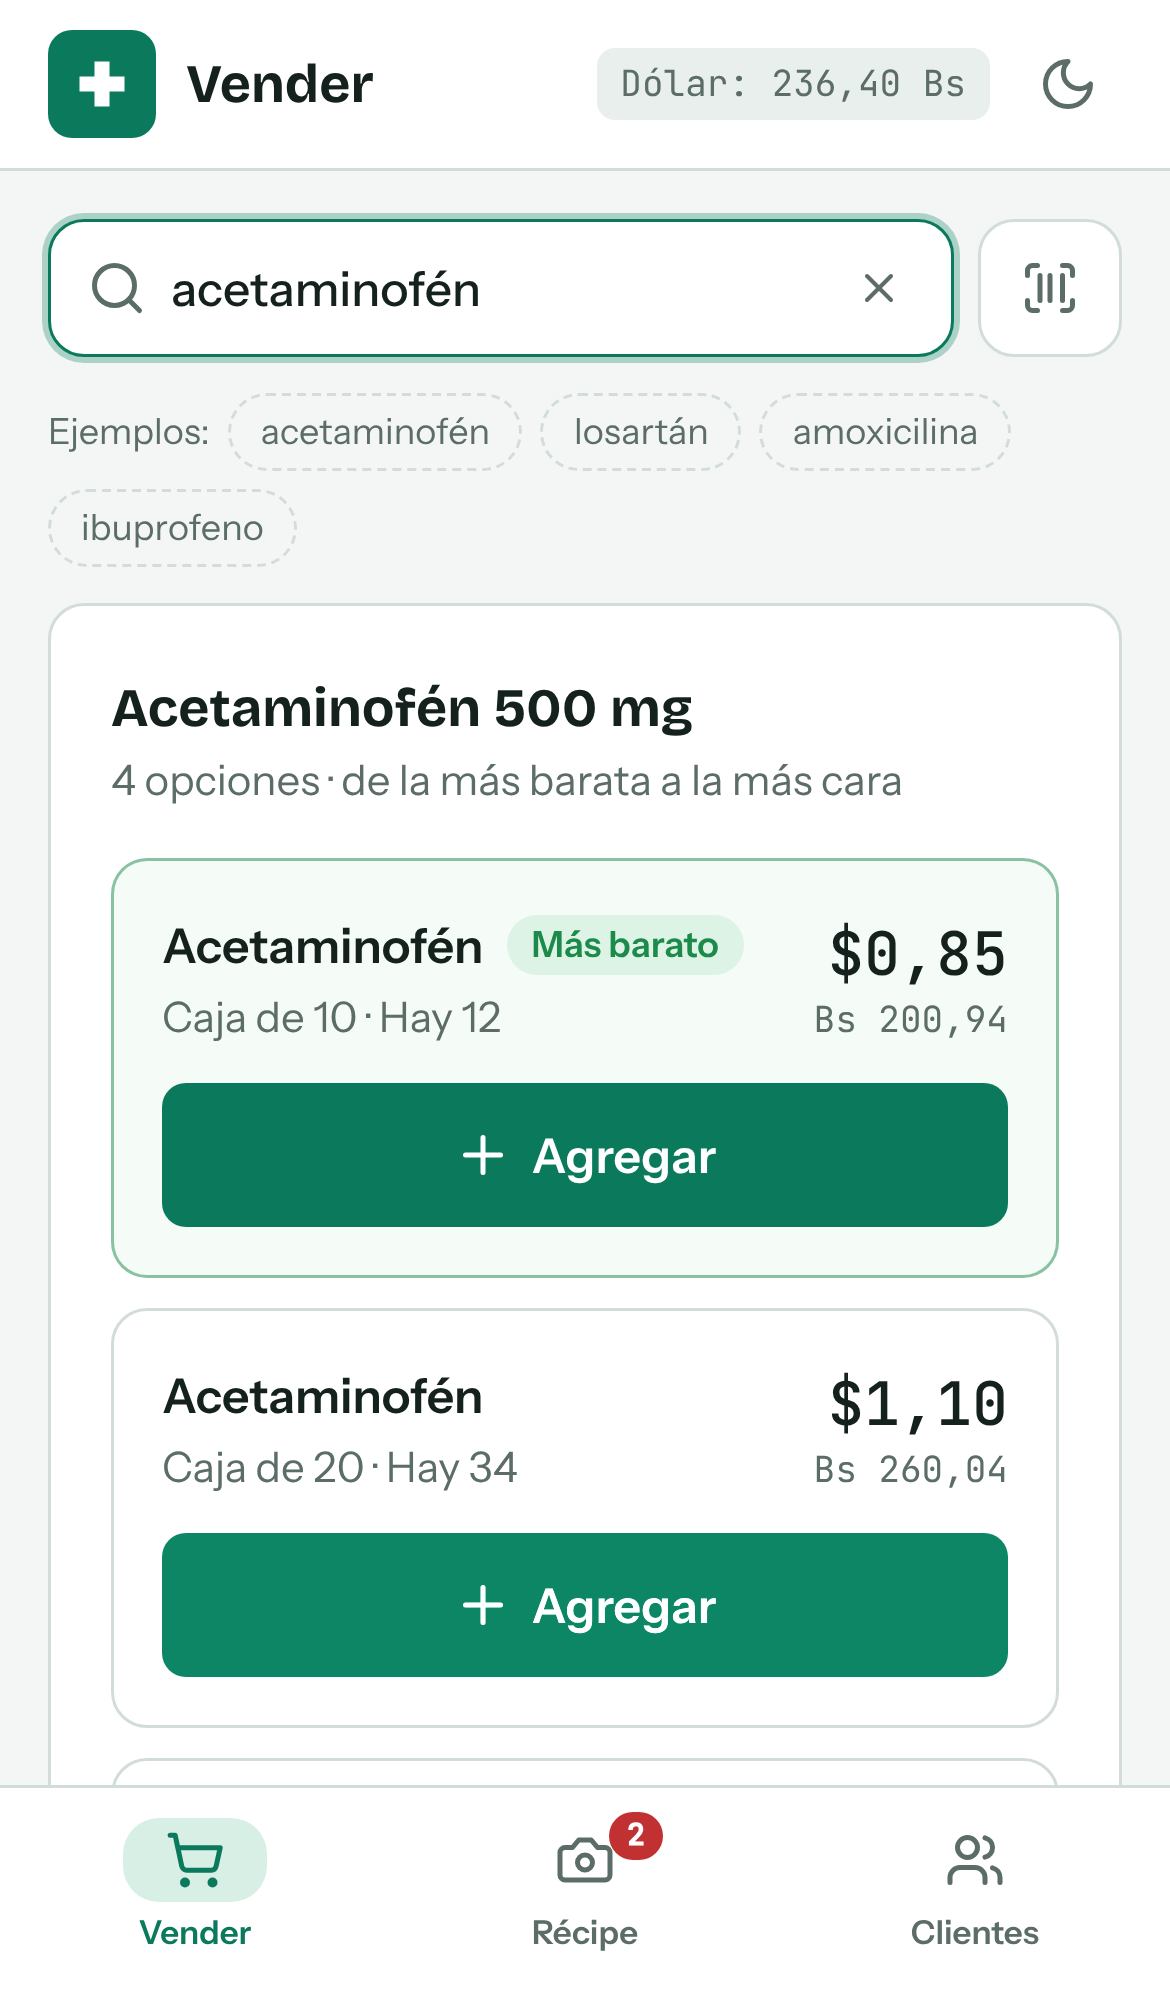 Vender
Dólar: 236,40 Bs
acetaminofén
Ejemplos: acetaminofén losartán amoxicilina
ibuprofeno
Acetaminofén 500 mg
4 opciones · de la más barata a la más cara
Acetaminofén Más barato $0,85
Caja de 10 · Hay 12 Bs 200,94
Agregar
Acetaminofén $1,10
Caja de 20 · Hay 34 Bs 260,04
Agregar
2
Vender Récipe Clientes